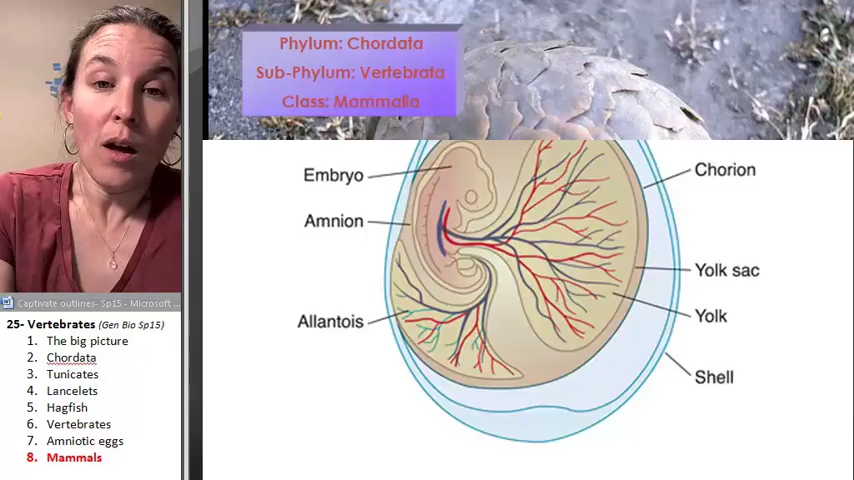 Phylum: Chordata
Sub-Phylum: Vertebrata
Class: Mammalia
Embryo
Amnion
Allantois
Chorion
Yolk sac
Yolk
Shell
Captivate outlines- Sp15 - Microsoft ...
25- Vertebrates (Gen Bio Sp15)
1. The big picture
2. Chordata
3. Tunicates
4. Lancelets
5. Hagfish
6. Vertebrates
7. Amniotic eggs
8. Mammals